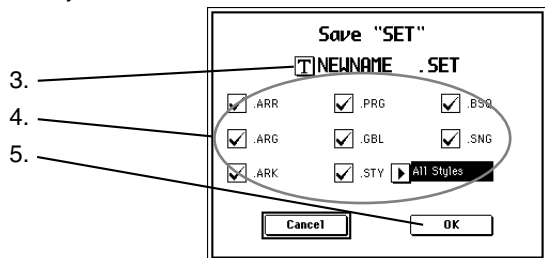 Save "SET"
3.
T NEWNAME .SET
.ARR .PRG .BSQ
4.
.ARG .GBL .SNG
5.
.ARK .STY All Styles
Cancel OK